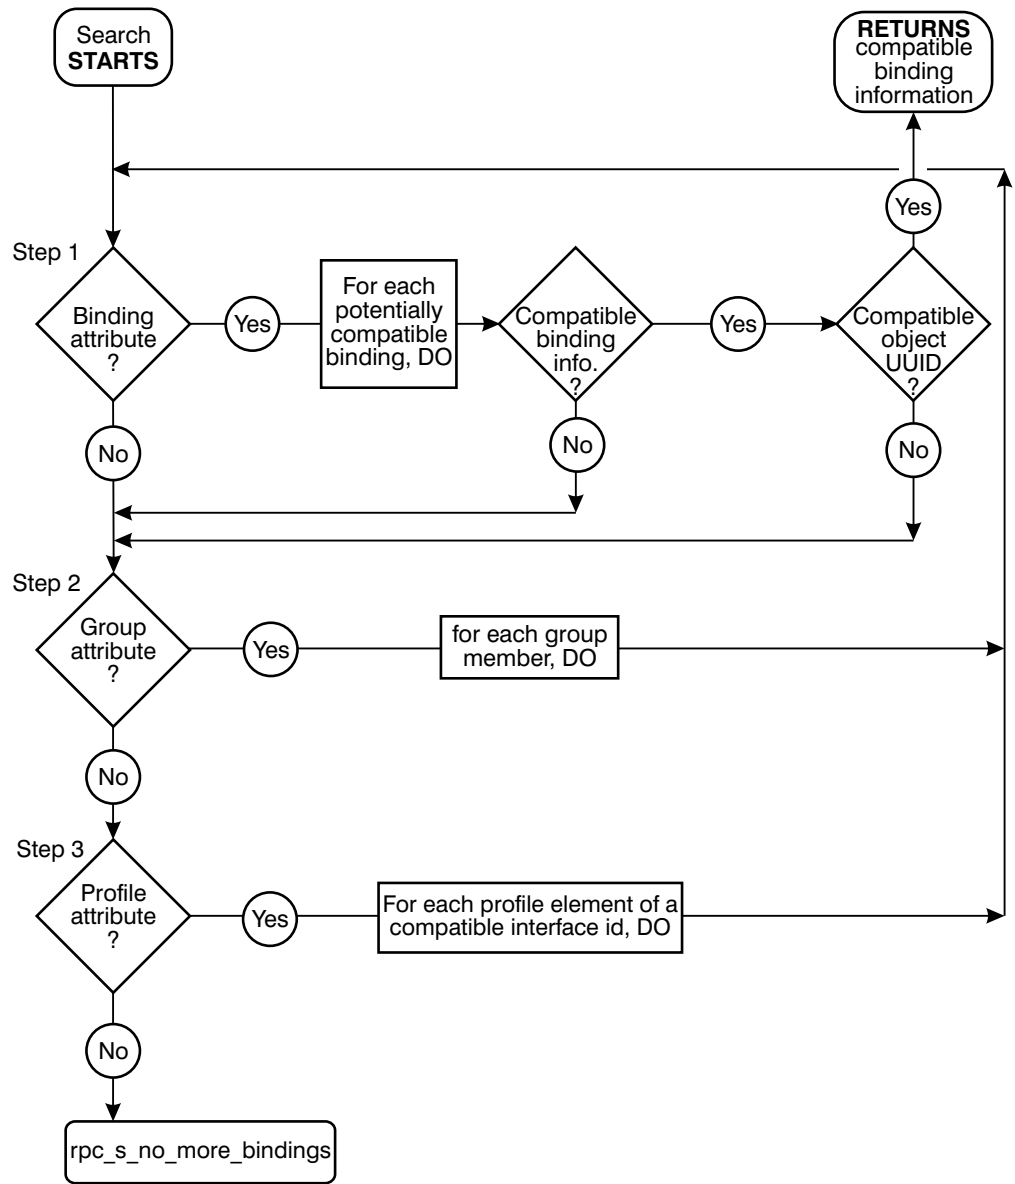 Search
STARTS
RETURNS
compatible
binding
information
Yes
Step 1
Binding
attribute
?
Yes
For each
potentially
compatible
binding, DO
Compatible
binding
info.
?
Yes
Compatible
object
UUID
?
No
No
No
Step 2
Group
attribute
?
Yes
for each group
member, DO
No
Step 3
Profile
attribute
?
Yes
For each profile element of a
compatible interface id, DO
No
rpc_s_no_more_bindings